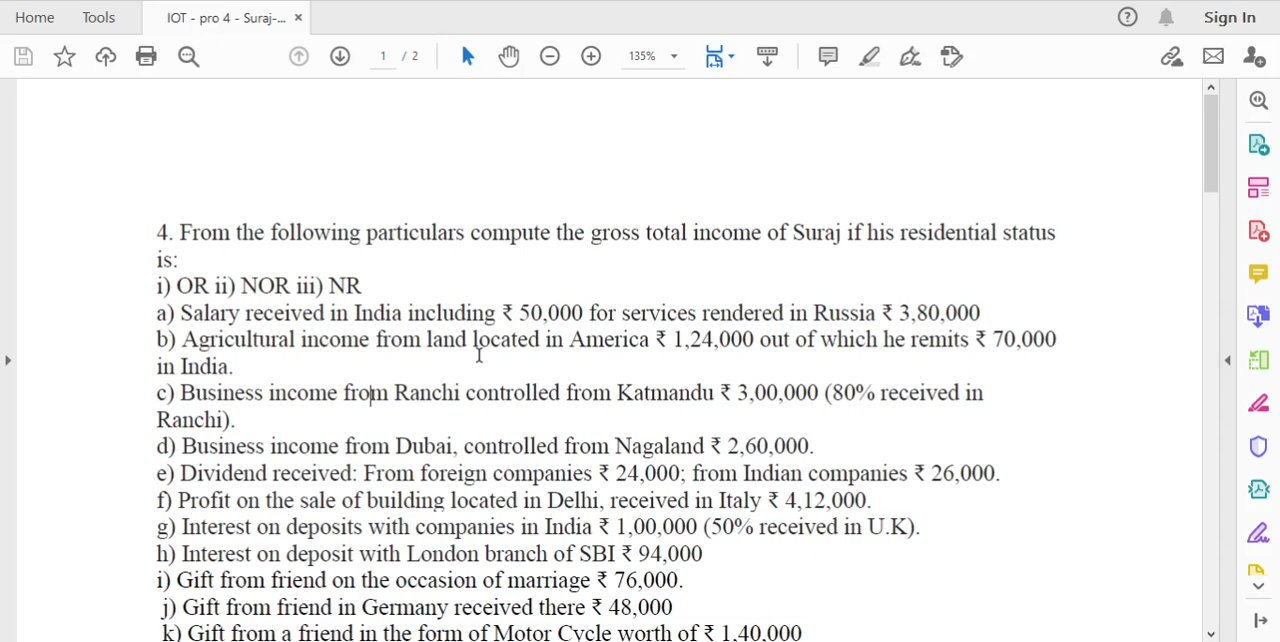 Home Tools IOT - pro 4 - Suraj-... × Sign In
1 / 2 135%
4. From the following particulars compute the gross total income of Suraj if his residential status
is:
i) OR ii) NOR iii) NR
a) Salary received in India including ₹ 50,000 for services rendered in Russia ₹ 3,80,000
b) Agricultural income from land located in America ₹ 1,24,000 out of which he remits ₹ 70,000
in India.
c) Business income from Ranchi controlled from Katmandu ₹ 3,00,000 (80% received in
Ranchi).
d) Business income from Dubai, controlled from Nagaland ₹ 2,60,000.
e) Dividend received: From foreign companies ₹ 24,000; from Indian companies ₹ 26,000.
f) Profit on the sale of building located in Delhi, received in Italy ₹ 4,12,000.
g) Interest on deposits with companies in India ₹ 1,00,000 (50% received in U.K).
h) Interest on deposit with London branch of SBI ₹ 94,000
i) Gift from friend on the occasion of marriage ₹ 76,000.
j) Gift from friend in Germany received there ₹ 48,000
k) Gift from a friend in the form of Motor Cycle worth of ₹ 1,40,000